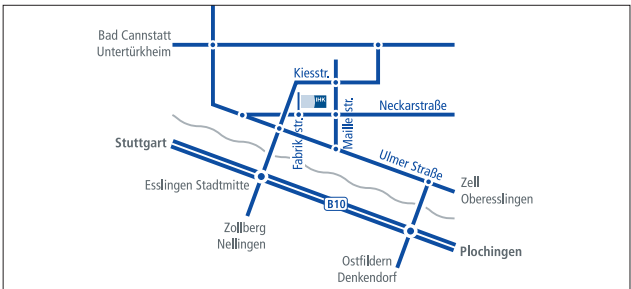 Bad Cannstatt
Untertürkheim
Kiesstr.
IHK
Neckarstraße
Fabrikstr.
Maillestr.
Stuttgart
Ulmer Straße
Esslingen Stadtmitte
Zell
Oberesslingen
B10
Zollberg
Nellingen
Plochingen
Ostfildern
Denkendorf